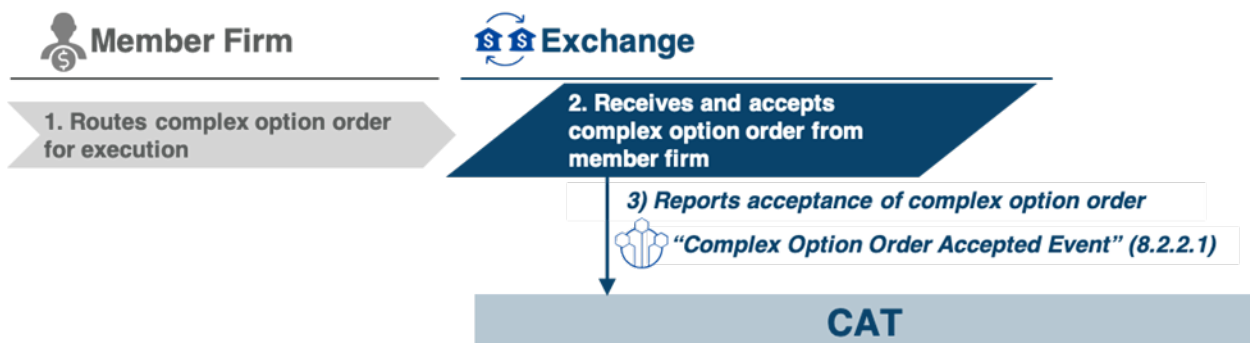 Member Firm
Exchange
1. Routes complex option order
for execution
2. Receives and accepts
complex option order from
member firm
3) Reports acceptance of complex option order
“Complex Option Order Accepted Event” (8.2.2.1)
CAT